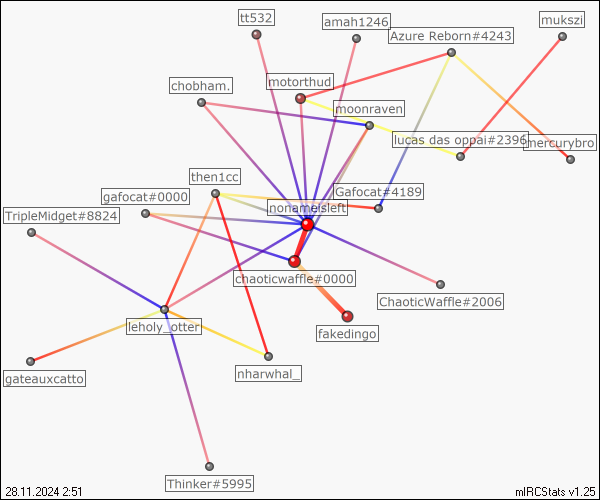 tt532
amah1246
mukszi
Azure Reborn#4243
motorthud
chobham.
moonraven
lucas das oppai#2396
mercurybro
then1cc
gafocat#0000
Gafocat#4189
nonameisleft
TripleMidget#8824
chaoticwaffle#0000
ChaoticWaffle#2006
leholy_otter
fakedingo
gateauxcatto
nharwhal_
Thinker#5995
28.11.2024 2:51
mIRCStats v1.25